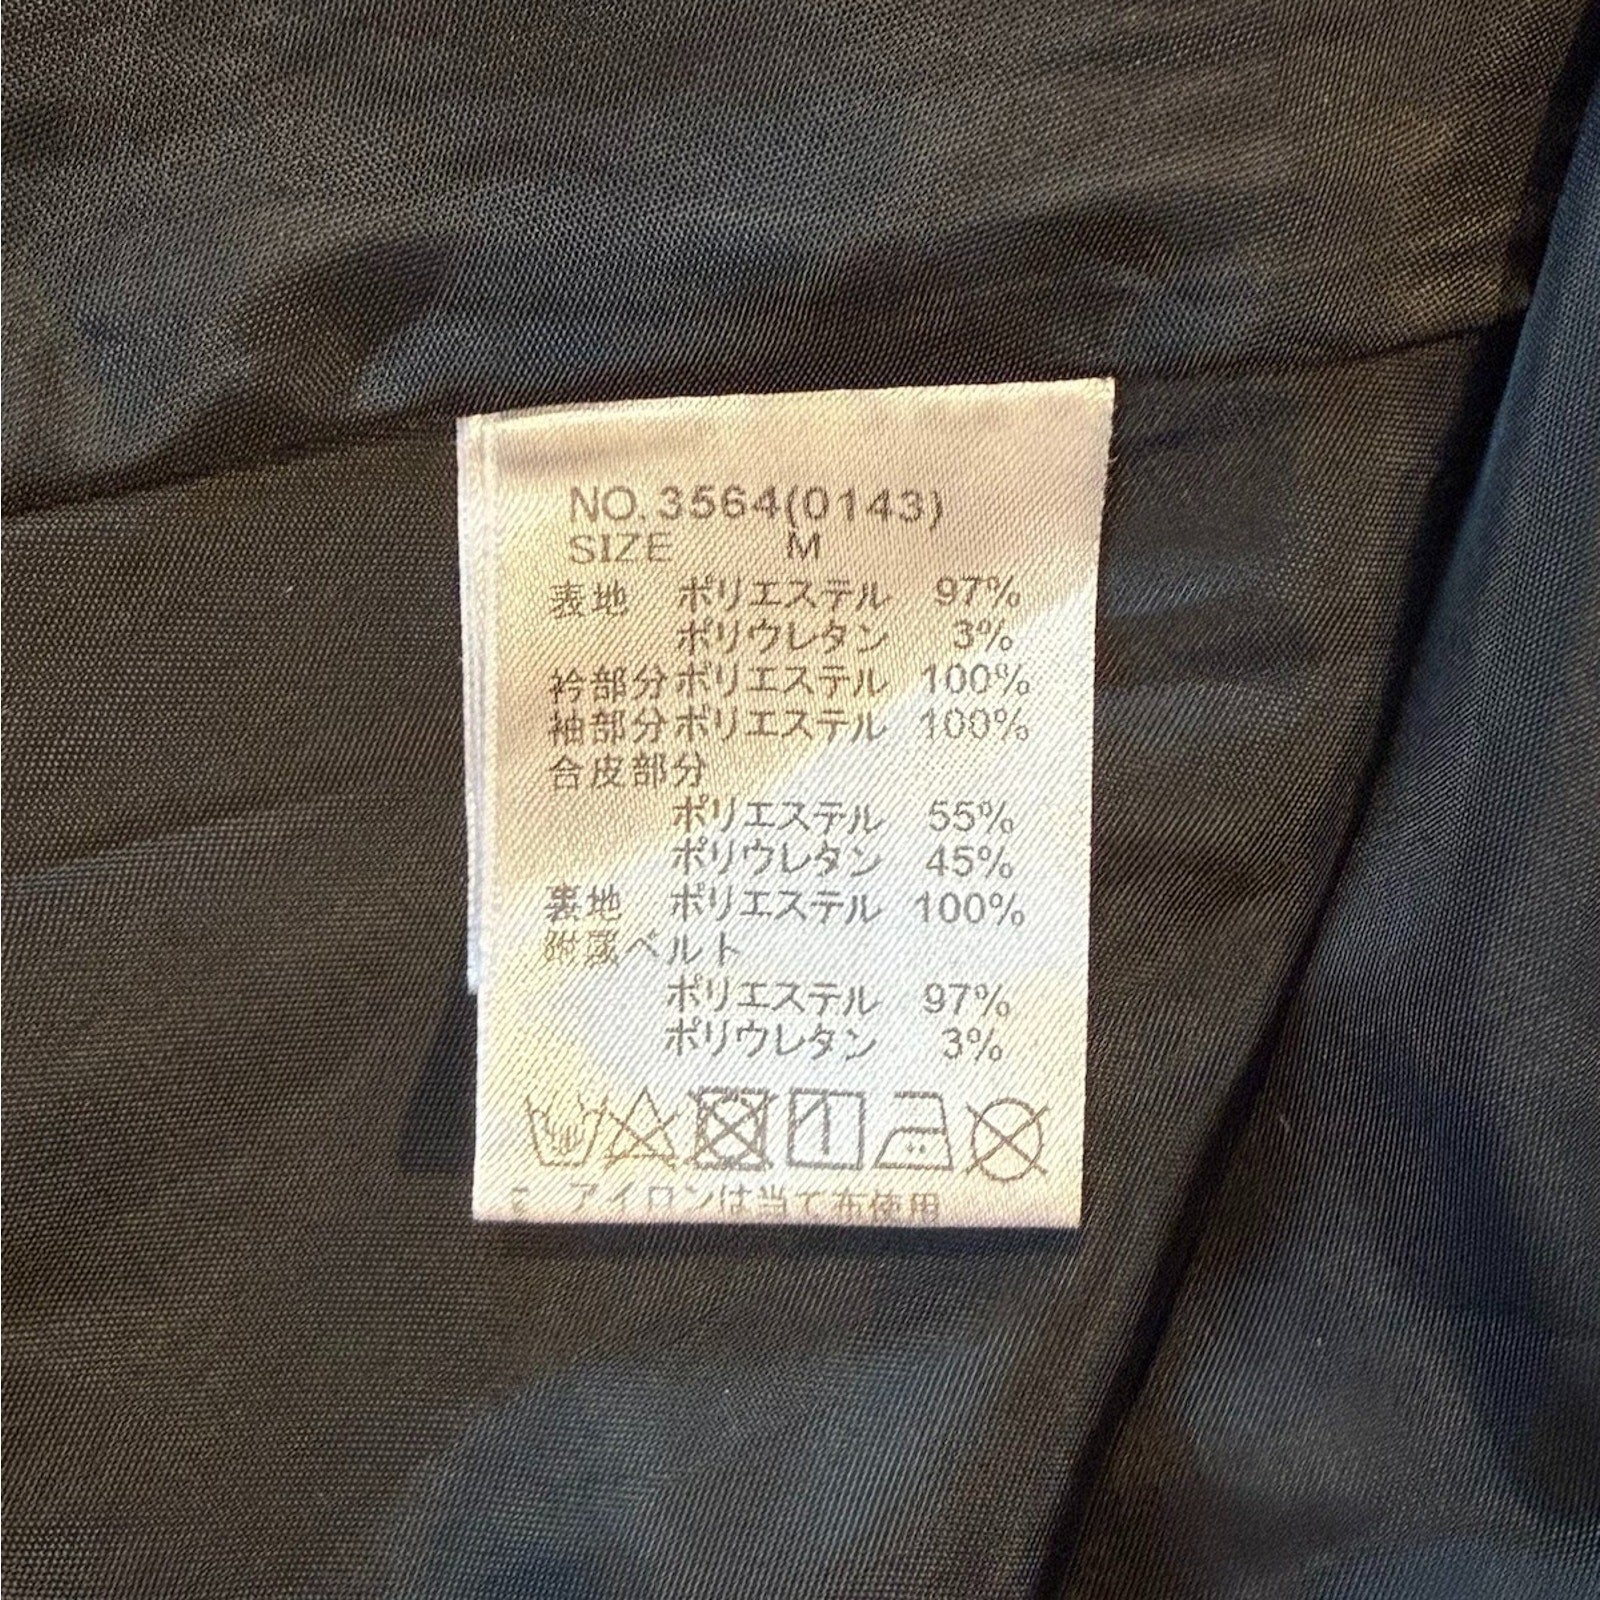 NO.3564(0143)
SIZE M
表地 ポリエステル 97%
ポリウレタン 3%
衿部分ポリエステル 100%
袖部分ポリエステル 100%
合皮部分
ポリエステル 55%
ポリウレタン 45%
裏地 ポリエステル 100%
附属ベルト
ポリエステル 97%
ポリウレタン 3%
アイロンは当て布使用